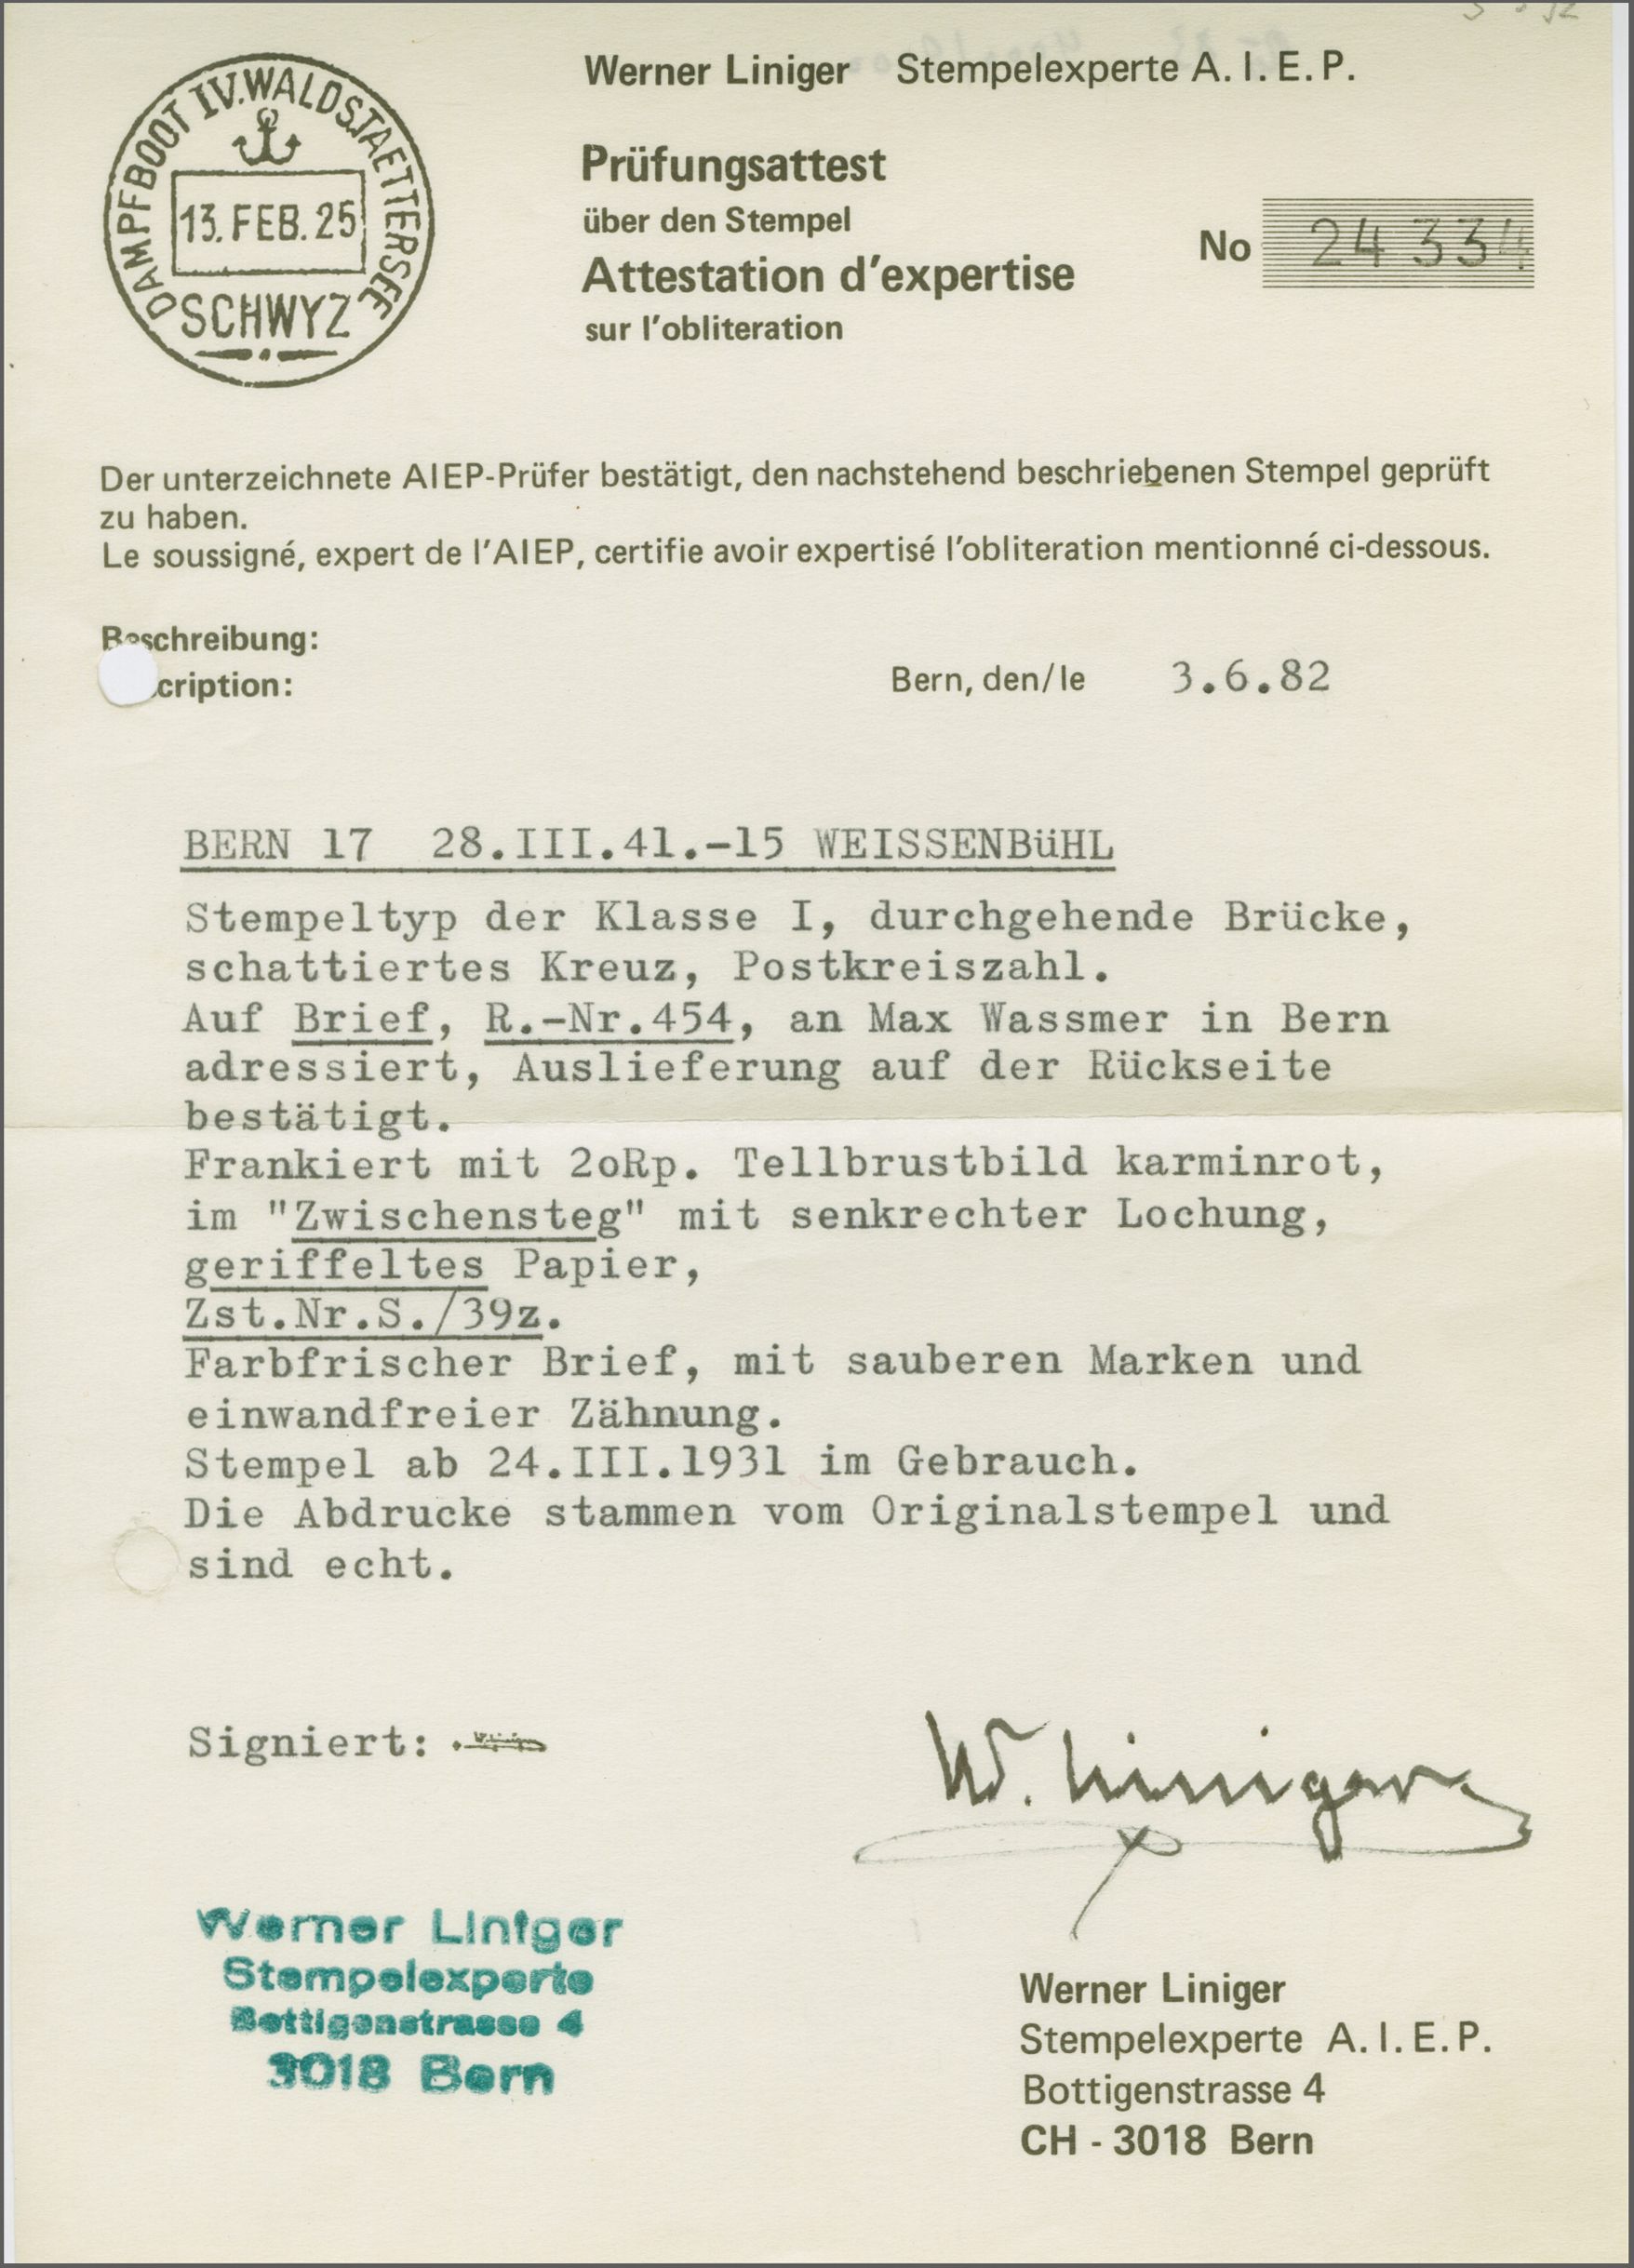 Werner Liniger Stempelexperte A. I. E. P.
DAMPFBOOT IV. WALDSTAETTERSEE
13. FEB. 25
SCHWYZ
Prüfungsattest
über den Stempel
Attestation d'expertise
sur l'obliteration
No 24 334
Der unterzeichnete AIEP-Prüfer bestätigt, den nachstehend beschriebenen Stempel geprüft
zu haben.
Le soussigné, expert de l'AIEP, certifie avoir expertisé l'obliteration mentionné ci-dessous.
Beschreibung:
cription:
Bern, den/le 3.6.82
BERN 17 28.III.41.-15 WEISSENBüHL
Stempeltyp der Klasse I, durchgehende Brücke,
schattiertes Kreuz, Postkreiszahl.
Auf Brief, R.-Nr.454, an Max Wassmer in Bern
adressiert, Auslieferung auf der Rückseite
bestätigt.
Frankiert mit 2oRp. Tellbrustbild karminrot,
im "Zwischensteg" mit senkrechter Lochung,
geriffeltes Papier,
Zst.Nr.S./39z.
Farbfrischer Brief, mit sauberen Marken und
einwandfreier Zähnung.
Stempel ab 24.III.1931 im Gebrauch.
Die Abdrucke stammen vom Originalstempel und
sind echt.
Signiert:
W. Liniger
Werner Liniger
Stempelexperte
Bottigenstrasse 4
3018 Bern
Werner Liniger
Stempelexperte A. I. E. P.
Bottigenstrasse 4
CH - 3018 Bern